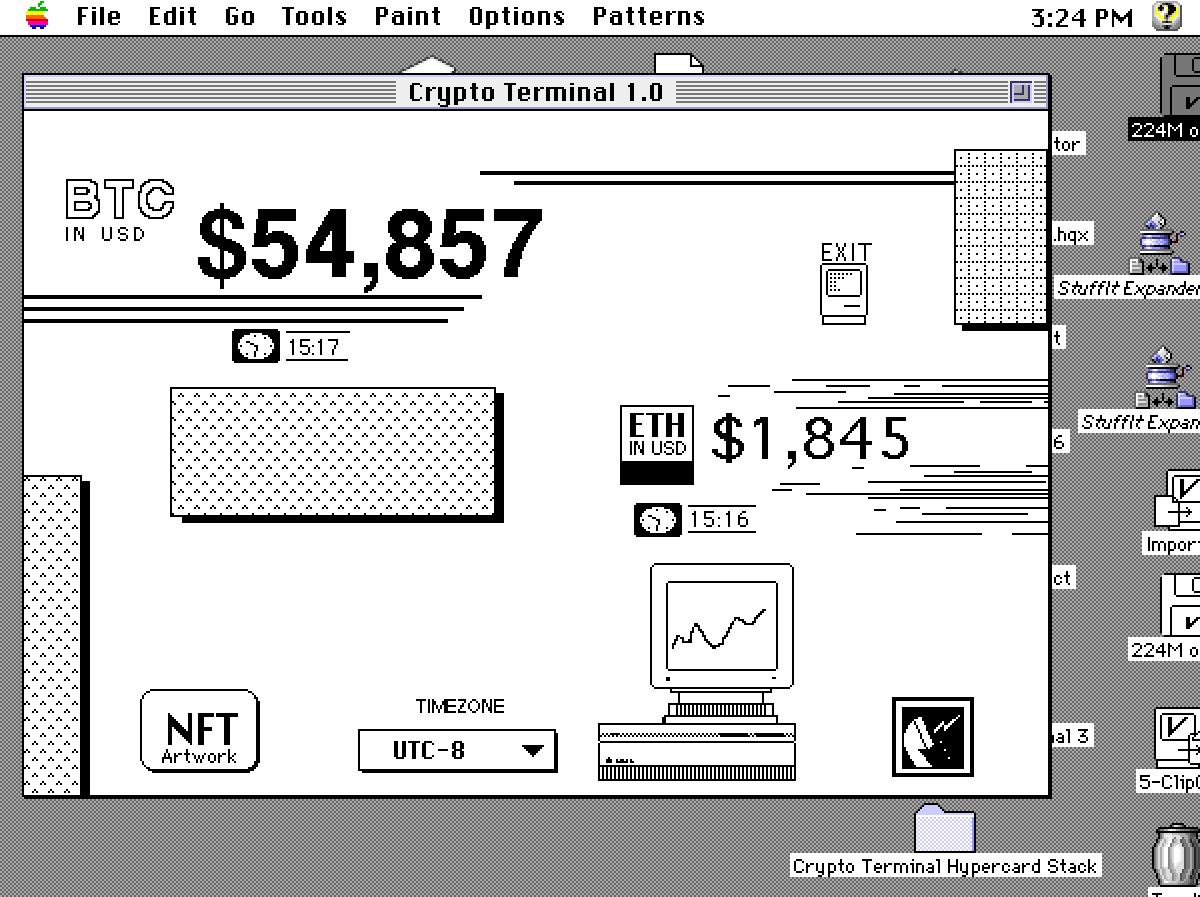 File Edit Go Tools Paint Options Patterns 3:24 PM
Crypto Terminal 1.0
224M o
tor
BTC
IN USD
$54,857
.hqx
EXIT
StuffIt Expander
15:17
t
ETH
IN USD
$1,845
StuffIt Expan
6
15:16
Impor
ct
224M o
TIMEZONE
NFT
Artwork
UTC-8
al 3
5-Clip
Crypto Terminal Hypercard Stack